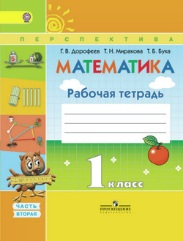 ПЕРСПЕКТИВА
Г. В. Дорофеев Т. Н. Миракова Т. Б. Бука
МАТЕМАТИКА
Рабочая тетрадь
1 класс
ЧАСТЬ
ВТОРАЯ
ПРОСВЕЩЕНИЕ